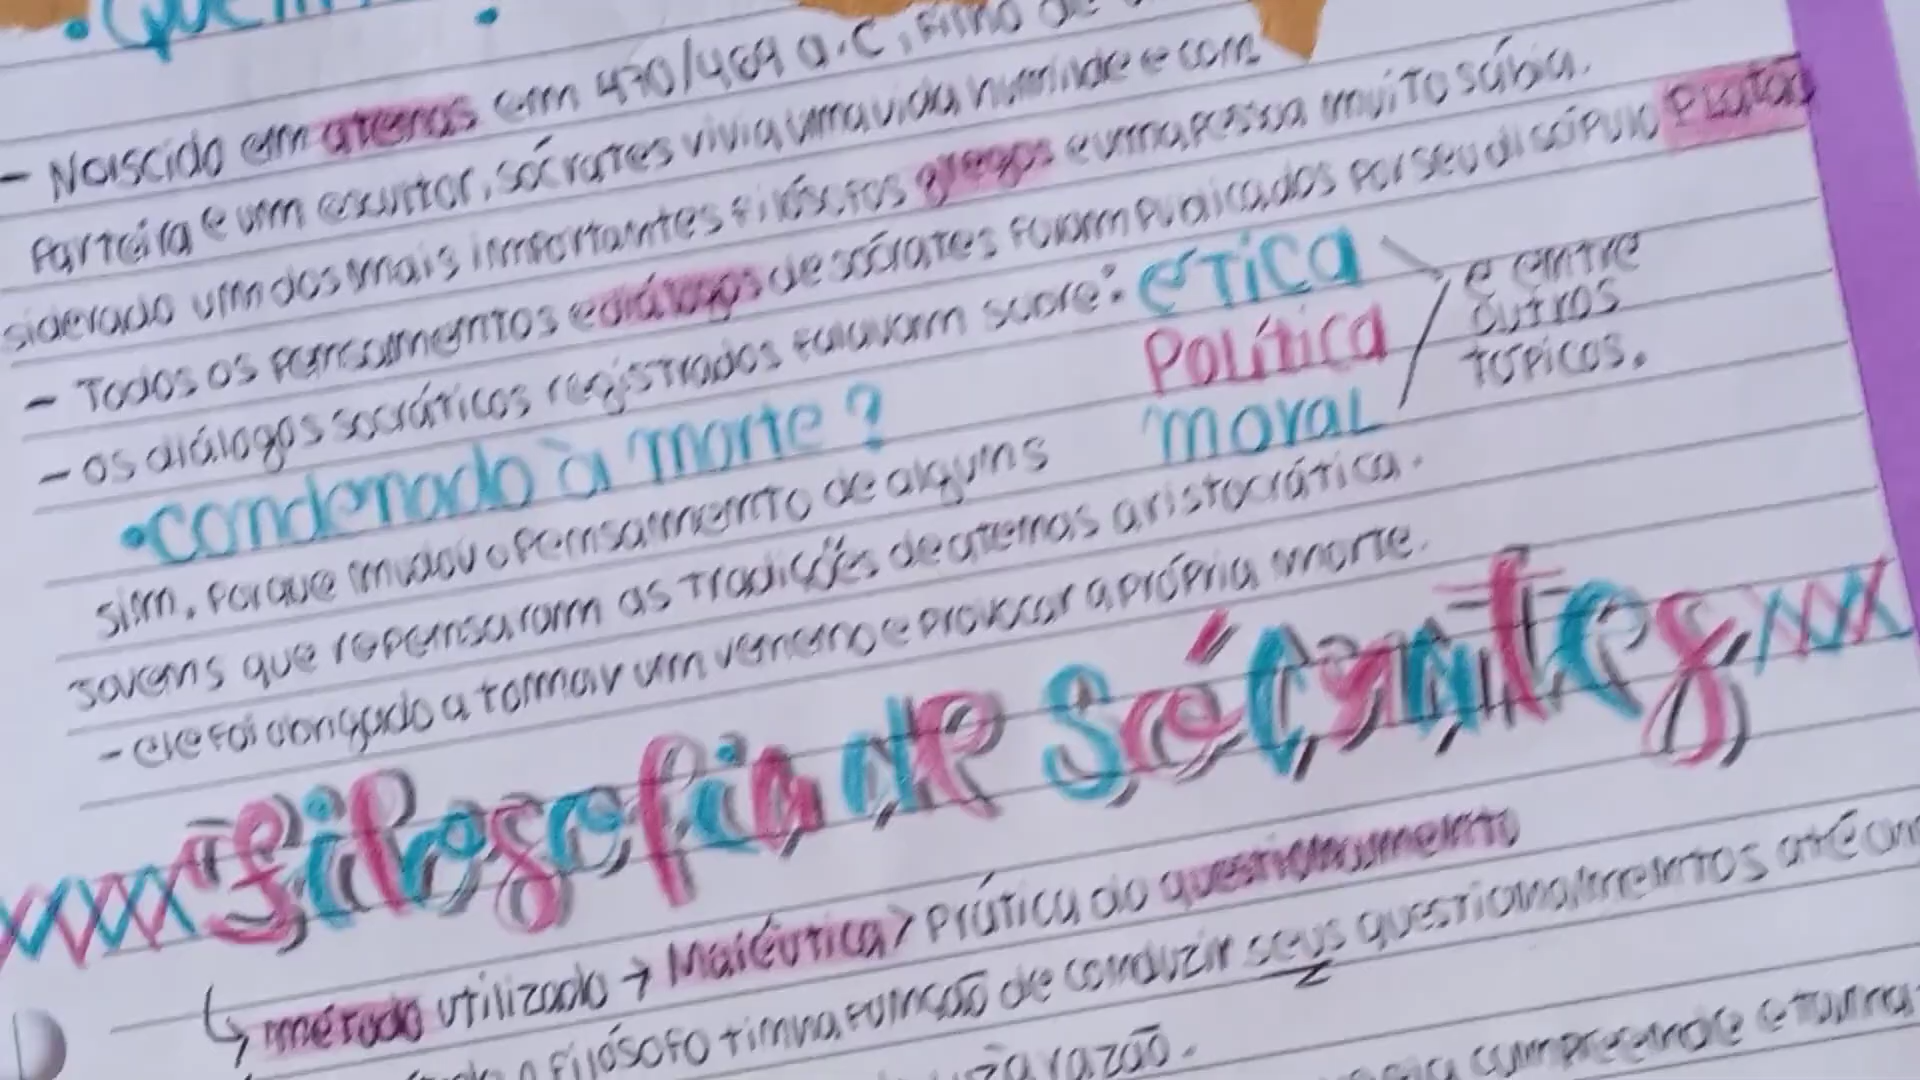 - Nascido em atenas em 470/469 a.C, filho de
parteira e um escultor, sócrates vivia uma vida humilde e con
siderado um dos mais importantes filósofos gregos e uma pessoa muito sábia.
- Todos os pensamentos e diálogos de sócrates foram publicados por seu discípulo Platão
- os diálogos socráticos registrados falavam sobre: ética
Política
moral
e entre
outros
tópicos.
•condenado à morte?
sim, porque mudou o pensamento de alguns
jovens que repensaram as tradições de atenas aristocrática.
- ele foi obrigado a tomar um veneno e provocar a própria morte.
filosofia de Sócrates
método utilizado → Maiêutica> prática do questionamento
o filósofo tinha função de conduzir seus questionamentos até
razão.
compreende e